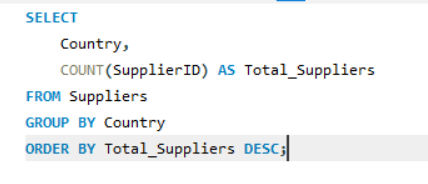 SELECT
    Country,
    COUNT(SupplierID) AS Total_Suppliers
FROM Suppliers
GROUP BY Country
ORDER BY Total_Suppliers DESC;